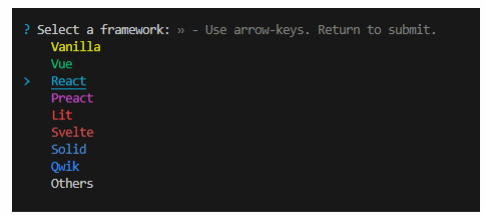 ? Select a framework: » - Use arrow-keys. Return to submit.
Vanilla
Vue
> React
Preact
Lit
Svelte
Solid
Qwik
Others